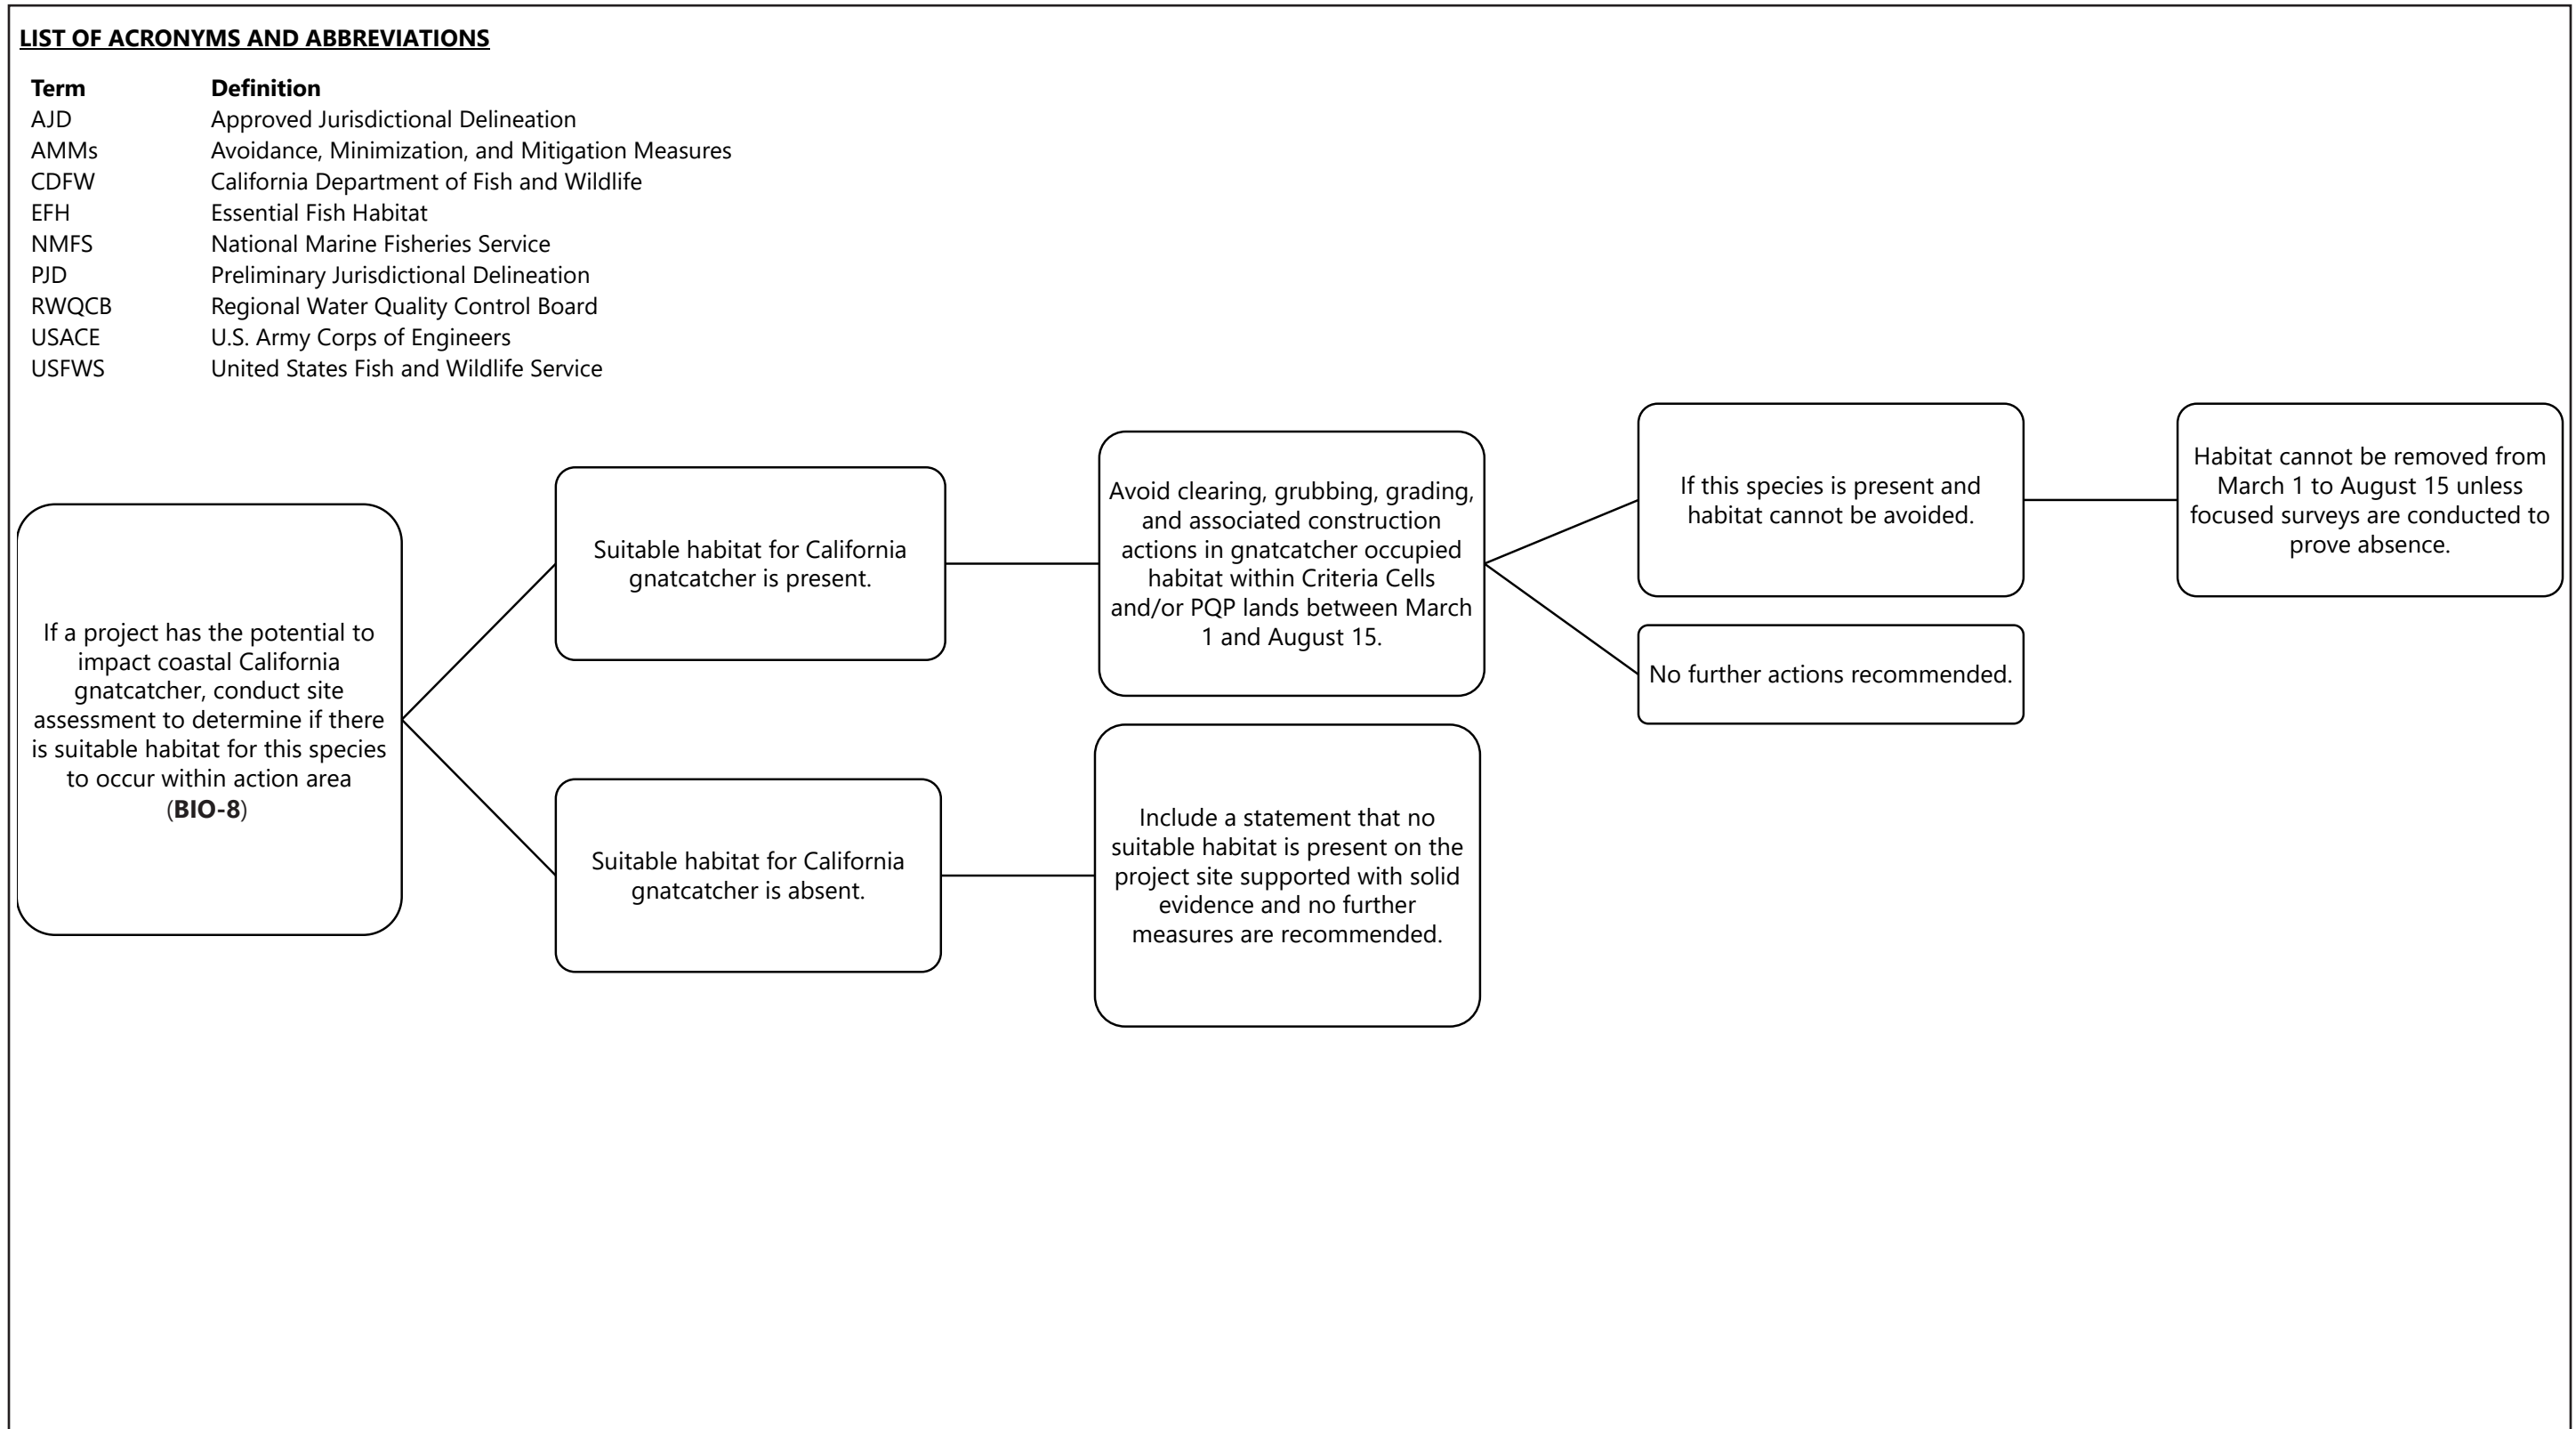 LIST OF ACRONYMS AND ABBREVIATIONS
Term Definition
AJD Approved Jurisdictional Delineation
AMMs Avoidance, Minimization, and Mitigation Measures
CDFW California Department of Fish and Wildlife
EFH Essential Fish Habitat
NMFS National Marine Fisheries Service
PJD Preliminary Jurisdictional Delineation
RWQCB Regional Water Quality Control Board
USACE U.S. Army Corps of Engineers
USFWS United States Fish and Wildlife Service
If a project has the potential to
impact coastal California
gnatcatcher, conduct site
assessment to determine if there
is suitable habitat for this species
to occur within action area
(BIO-8)
Suitable habitat for California
gnatcatcher is present.
Avoid clearing, grubbing, grading,
and associated construction
actions in gnatcatcher occupied
habitat within Criteria Cells
and/or PQP lands between March
1 and August 15.
If this species is present and
habitat cannot be avoided.
Habitat cannot be removed from
March 1 to August 15 unless
focused surveys are conducted to
prove absence.
No further actions recommended.
Suitable habitat for California
gnatcatcher is absent.
Include a statement that no
suitable habitat is present on the
project site supported with solid
evidence and no further
measures are recommended.